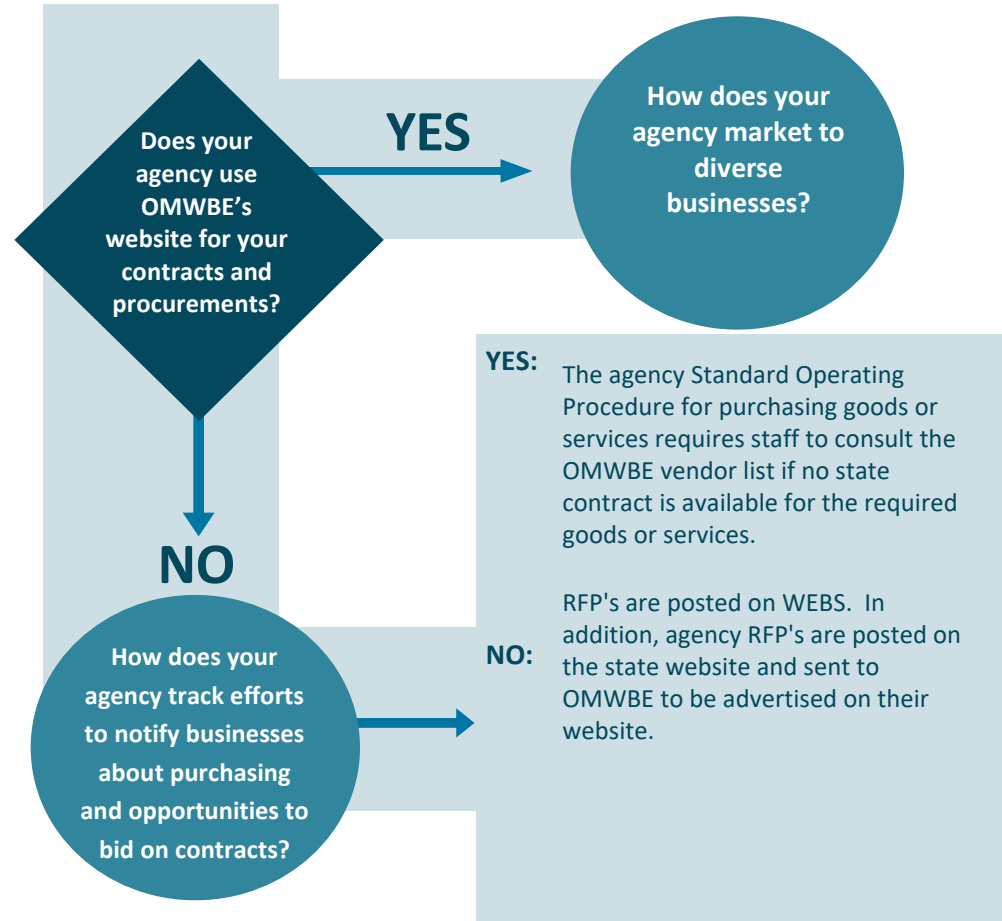 Does your
agency use
OMWBE’s
website for your
contracts and
procurements?
YES
How does your
agency market to
diverse
businesses?
NO
How does your
agency track efforts
to notify businesses
about purchasing
and opportunities to
bid on contracts?
YES:
The agency Standard Operating
Procedure for purchasing goods or
services requires staff to consult the
OMWBE vendor list if no state
contract is available for the required
goods or services.
NO:
RFP's are posted on WEBS.  In
addition, agency RFP's are posted on
the state website and sent to
OMWBE to be advertised on their
website.